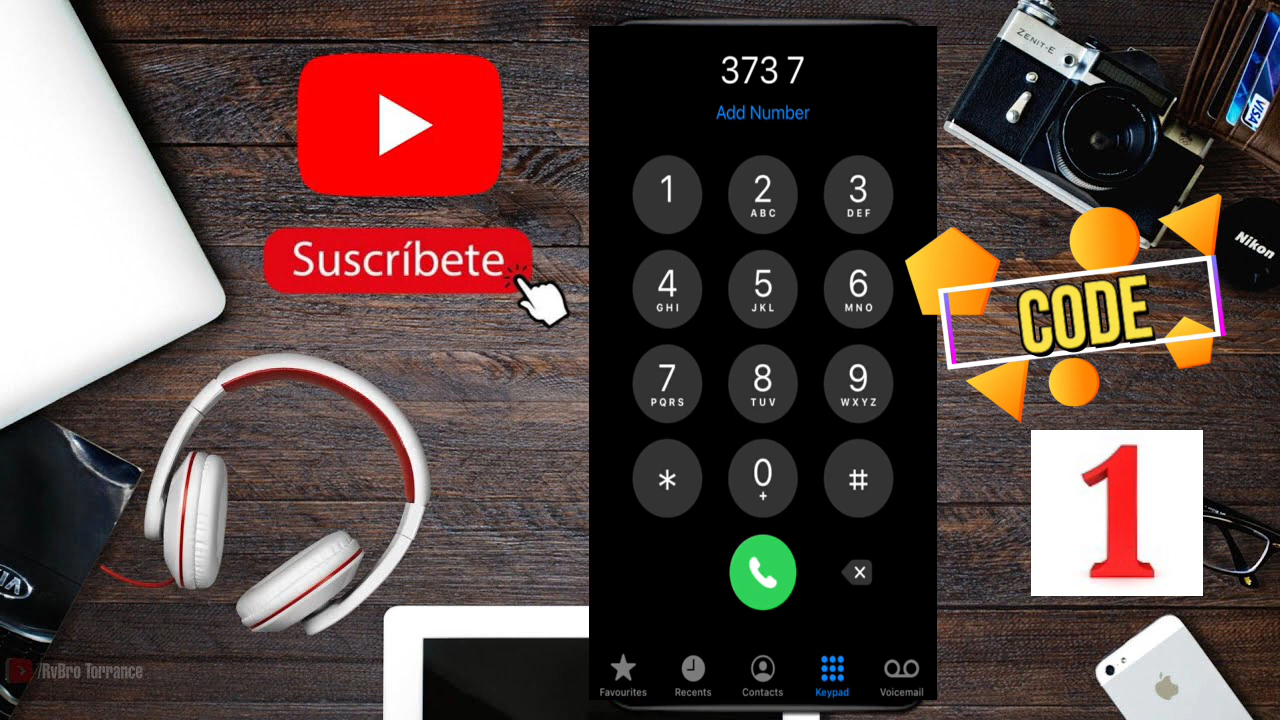 373 7
Add Number
1
2
ABC
3
DEF
4
GHI
5
JKL
6
MNO
7
PQRS
8
TUV
9
WXYZ
*
0
+
#
Favourites
Recents
Contacts
Keypad
Voicemail
Suscríbete
ZENIT-E
VISA
Nikon
CODE
1
KIA
/RvBro Torrance